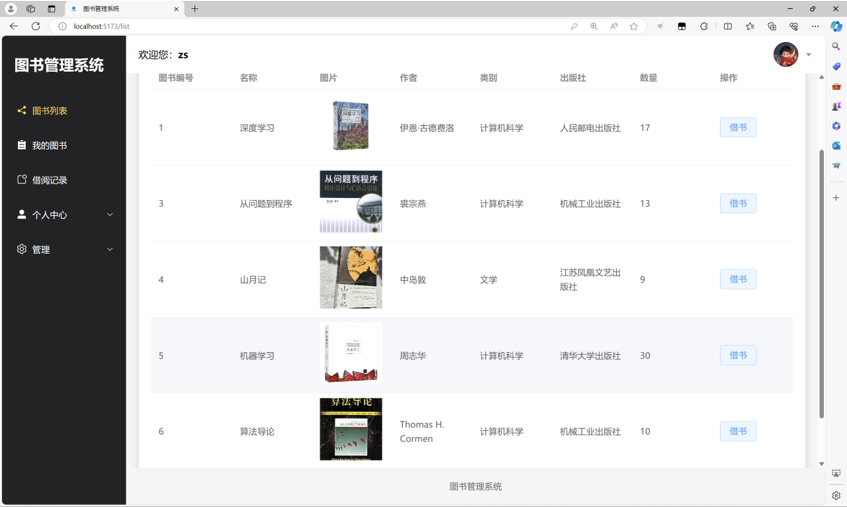 图书管理系统
localhost:5173/list
图书管理系统
欢迎您：zs
图书列表
我的图书
借阅记录
个人中心
管理
图书编号 名称 图片 作者 类别 出版社 数量 操作
1 深度学习 伊恩·古德费洛 计算机科学 人民邮电出版社 17 借书
从问题到程序
3 从问题到程序 裘宗燕 计算机科学 机械工业出版社 13 借书
山月记
4 山月记 中岛敦 文学 江苏凤凰文艺出
版社 9 借书
5 机器学习 周志华 计算机科学 清华大学出版社 30 借书
算法导论
6 算法导论 Thomas H.
Cormen 计算机科学 机械工业出版社 10 借书
图书管理系统